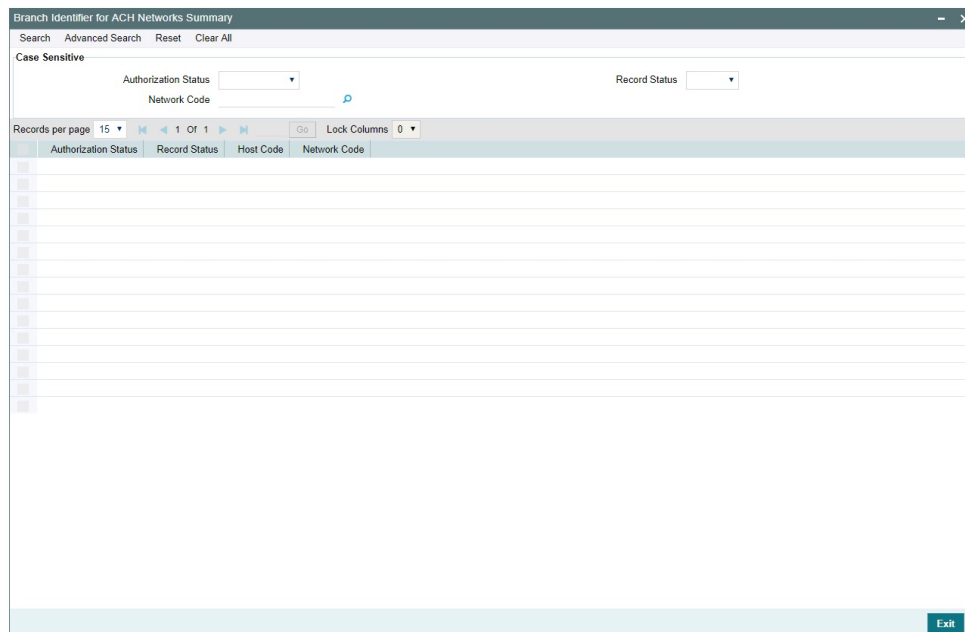 Branch Identifier for ACH Networks Summary
Search Advanced Search Reset Clear All
Case Sensitive
Authorization Status Record Status
Network Code
Records per page 15 1 Of 1 Go Lock Columns 0
Authorization Status Record Status Host Code Network Code
Exit